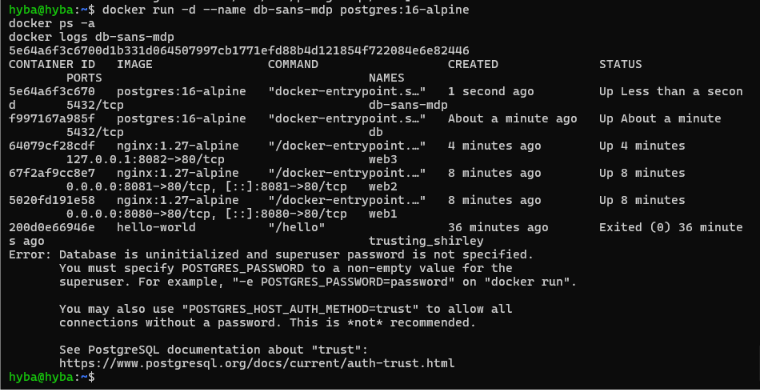 hyba@hyba:~$ docker run -d --name db-sans-mdp postgres:16-alpine
docker ps -a
docker logs db-sans-mdp
5e64a6f3c6700d1b331d064507997cb1771efd88b4d121854f722084e6e82446
CONTAINER ID   IMAGE                COMMAND                  CREATED              STATUS
        PORTS                                     NAMES
5e64a6f3c670   postgres:16-alpine   "docker-entrypoint.s…"   1 second ago         Up Less than a secon
d       5432/tcp                                  db-sans-mdp
f997167a985f   postgres:16-alpine   "docker-entrypoint.s…"   About a minute ago   Up About a minute
        5432/tcp                                  db
64079cf28cdf   nginx:1.27-alpine    "/docker-entrypoint.…"   4 minutes ago        Up 4 minutes
        127.0.0.1:8082->80/tcp                    web3
67f2af9cc8e7   nginx:1.27-alpine    "/docker-entrypoint.…"   8 minutes ago        Up 8 minutes
        0.0.0.0:8081->80/tcp, [::]:8081->80/tcp   web2
5020fd191e58   nginx:1.27-alpine    "/docker-entrypoint.…"   8 minutes ago        Up 8 minutes
        0.0.0.0:8080->80/tcp, [::]:8080->80/tcp   web1
200d0e66946e   hello-world          "/hello"                 36 minutes ago       Exited (0) 36 minute
s ago                                             trusting_shirley
Error: Database is uninitialized and superuser password is not specified.
       You must specify POSTGRES_PASSWORD to a non-empty value for the
       superuser. For example, "-e POSTGRES_PASSWORD=password" on "docker run".

       You may also use "POSTGRES_HOST_AUTH_METHOD=trust" to allow all
       connections without a password. This is *not* recommended.

       See PostgreSQL documentation about "trust":
       https://www.postgresql.org/docs/current/auth-trust.html
hyba@hyba:~$